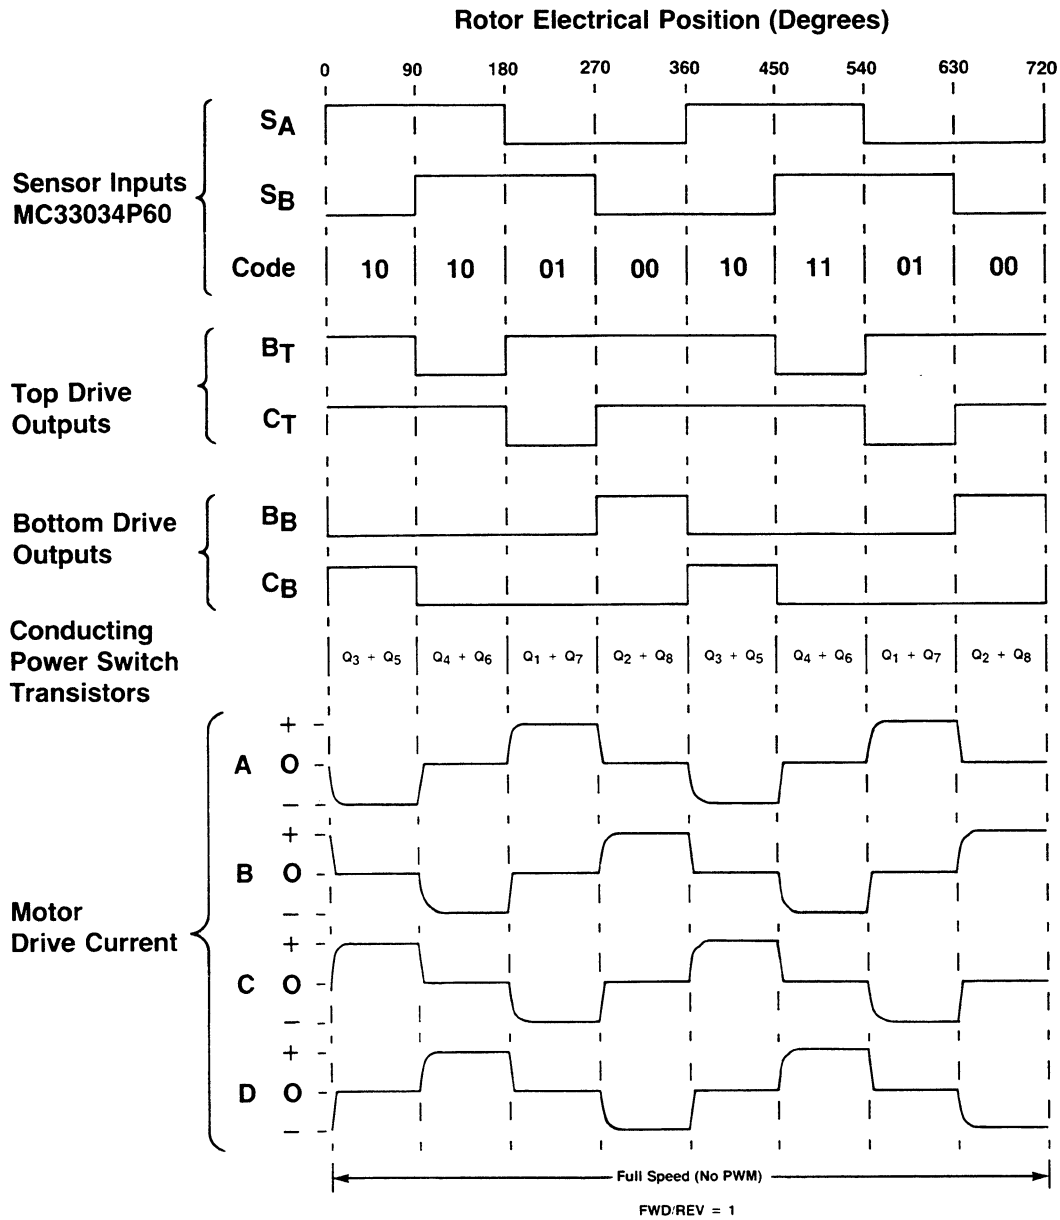 Rotor Electrical Position (Degrees)
0 90 180 270 360 450 540 630 720
SA
Sensor Inputs
MC33034P60
SB
Code 10 10 01 00 10 11 01 00
BT
Top Drive
Outputs
CT
Bottom Drive
Outputs
BB
CB
Conducting
Power Switch
Transistors
Q3 + Q5 Q4 + Q6 Q1 + Q7 Q2 + Q8 Q3 + Q5 Q4 + Q6 Q1 + Q7 Q2 + Q8
+
A O
–
+
B O
–
Motor
Drive Current
+
C O
–
+
D O
–
Full Speed (No PWM)
FWD/REV = 1